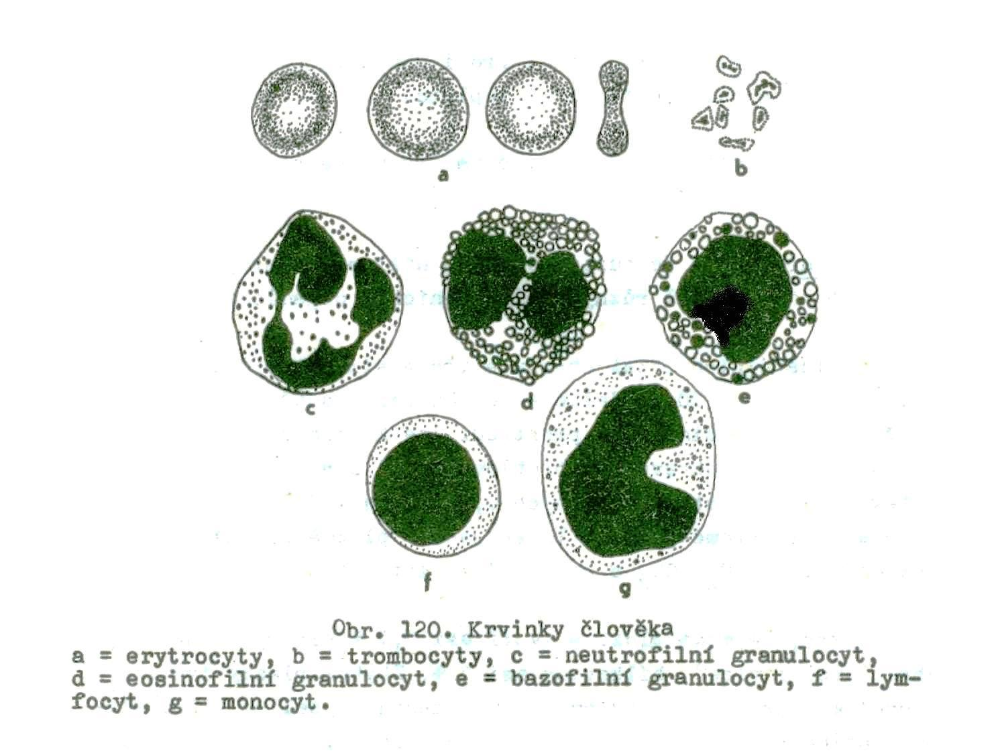 a
b
c
d
e
f
g
Obr. 120. Krvinky člověka
a = erytrocyty, b = trombocyty, c = neutrofilní granulocyt,
d = eosinofilní granulocyt, e = bazofilní granulocyt, f = lym-
focyt, g = monocyt.